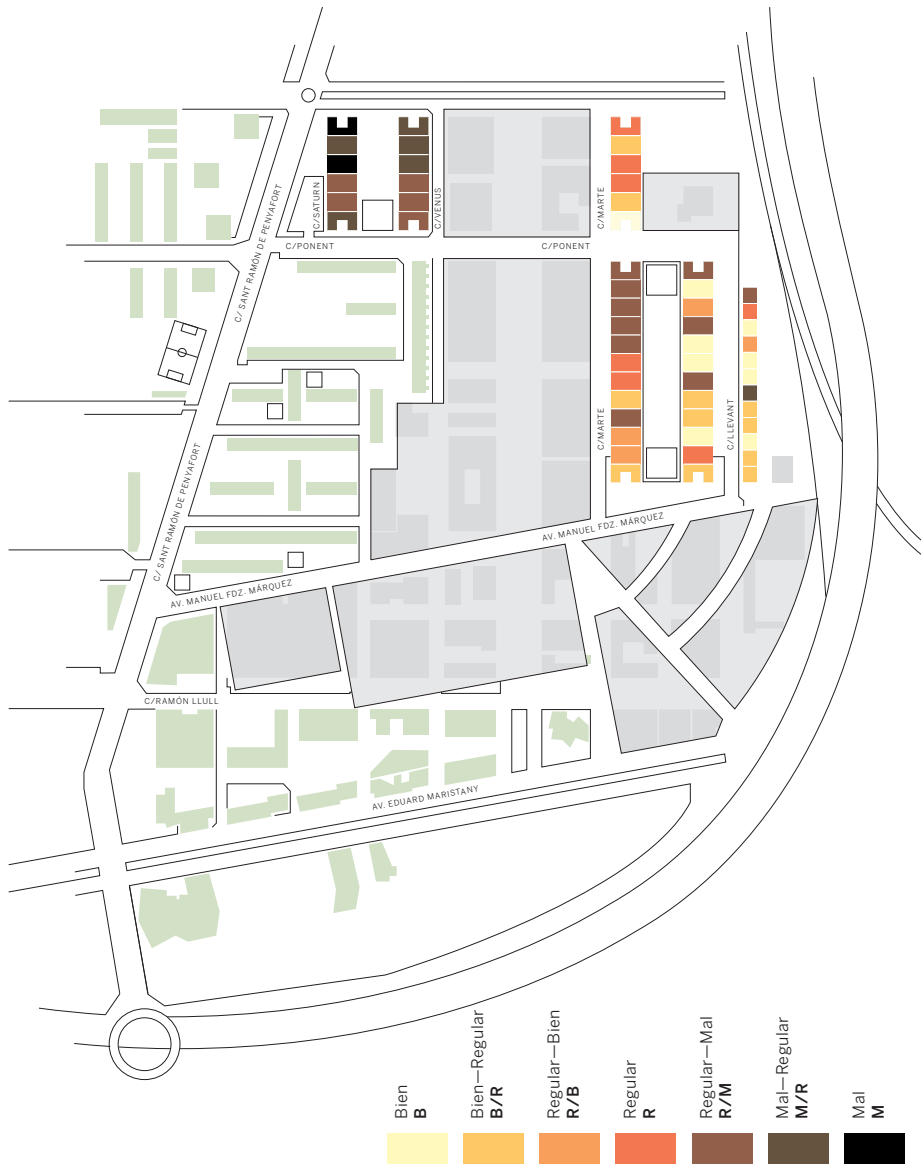 C/ SANT RAMÓN DE PENYAFORT
C/SATURN
C/VENUS
C/MARTE
C/PONENT
C/PONENT
C/MARTE
C/LLEVANT
C/ SANT RAMÓN DE PENYAFORT
AV. MANUEL FDZ. MÁRQUEZ
AV. MANUEL FDZ. MÁRQUEZ
C/RAMÓN LLULL
AV. EDUARD MARISTANY
Bien
B
Bien—Regular
B/R
Regular—Bien
R/B
Regular
R
Regular—Mal
R/M
Mal—Regular
M/R
Mal
M